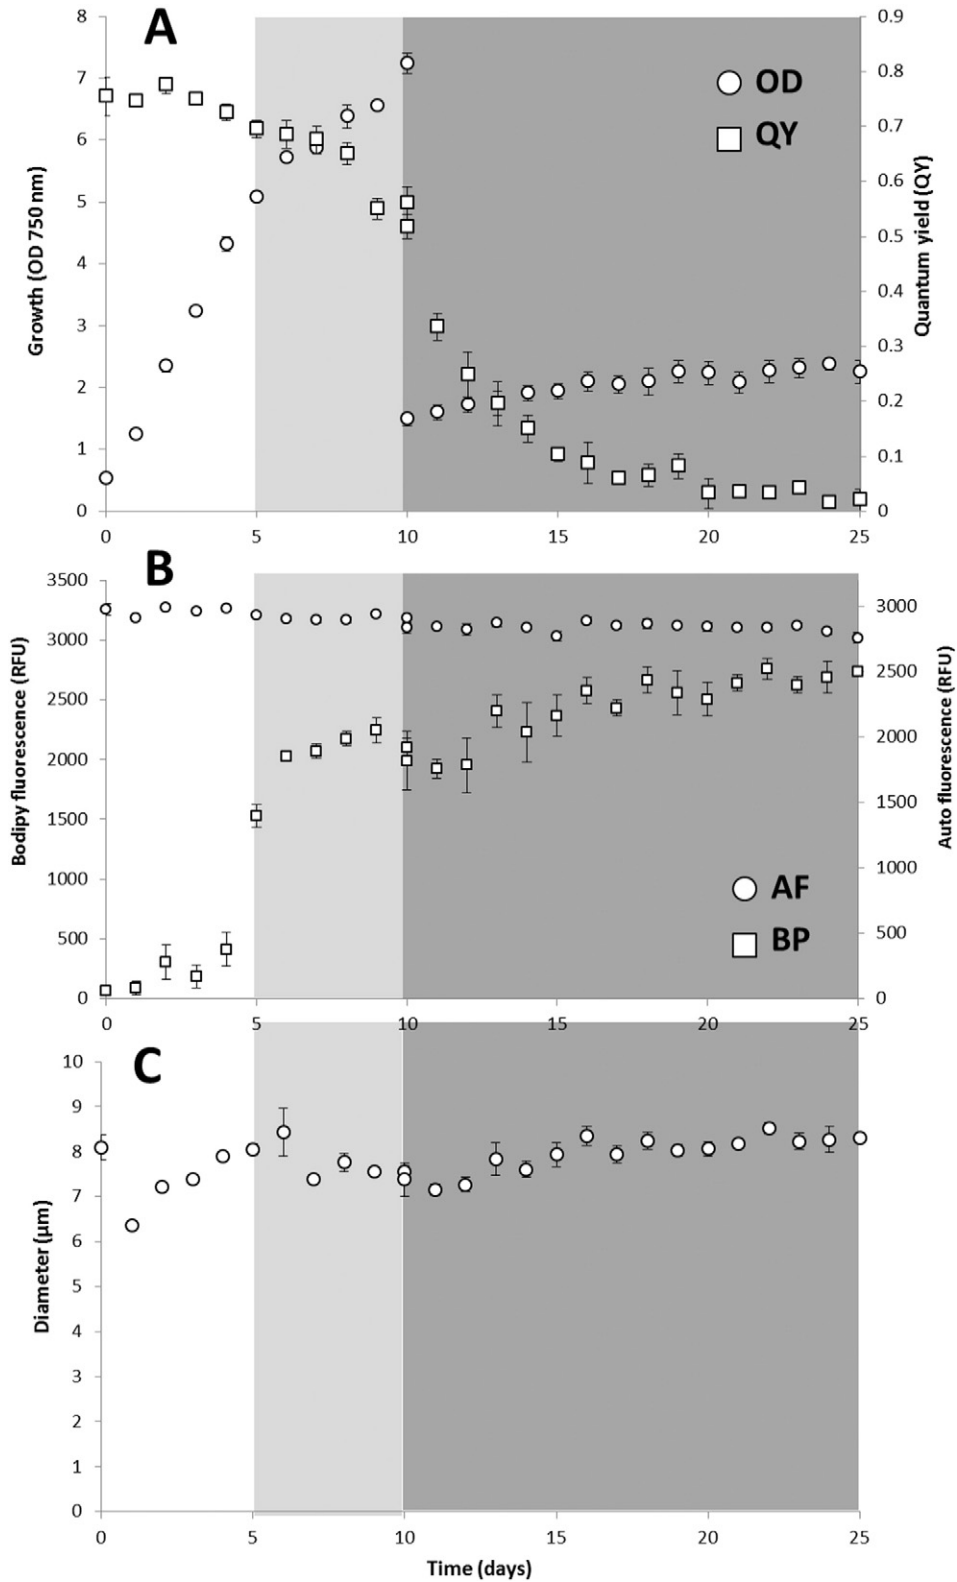 A
8
7
6
5
4
3
2
1
0
Growth (OD 750 nm)
OD
QY
0.9
0.8
0.7
0.6
0.5
0.4
0.3
0.2
0.1
0
Quantum yield (QY)
0 5 10 15 20 25
B
3500
3000
2500
2000
1500
1000
500
0
Bodipy fluorescence (RFU)
AF
BP
3000
2500
2000
1500
1000
500
0
Auto fluorescence (RFU)
0 5 10 15 20 25
C
10
9
8
7
6
5
4
3
2
1
0
Diameter (µm)
0 5 10 15 20 25
Time (days)